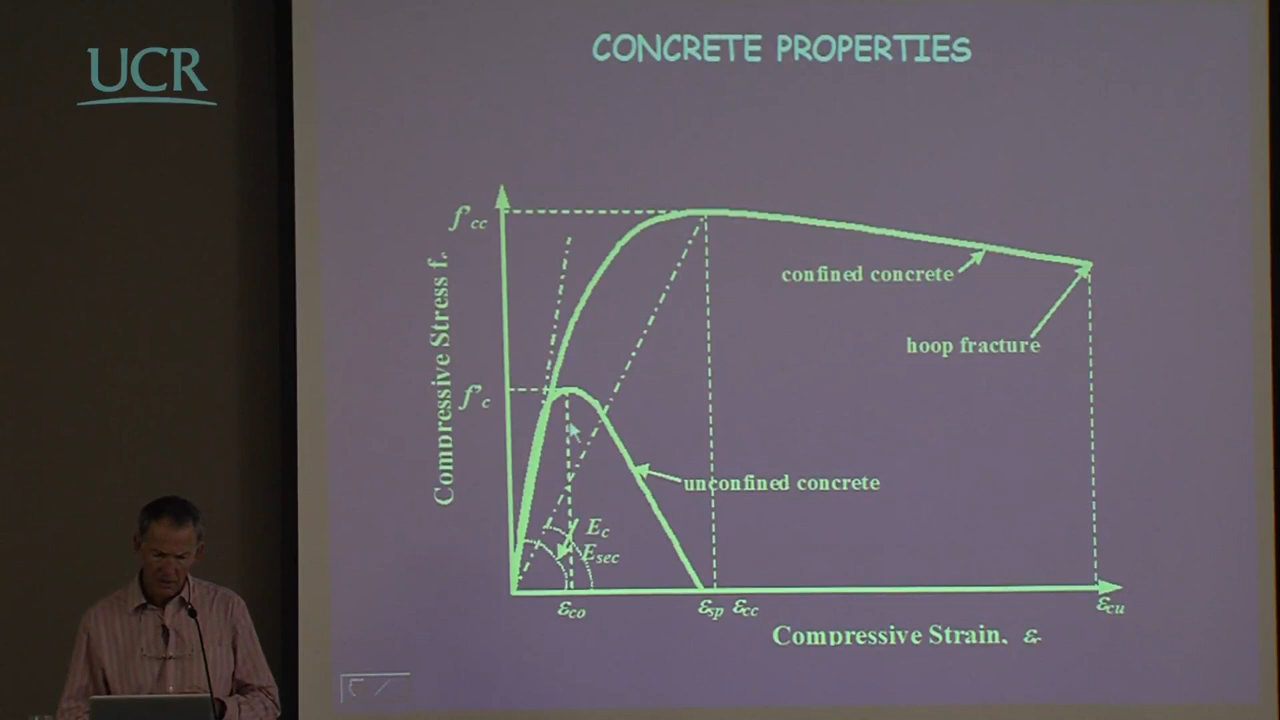 UCR
CONCRETE PROPERTIES
f'cc
Compressive Stress
f'c
confined concrete
hoop fracture
unconfined concrete
Ec
Esec
εco
εsp εcc
εcu
Compressive Strain,